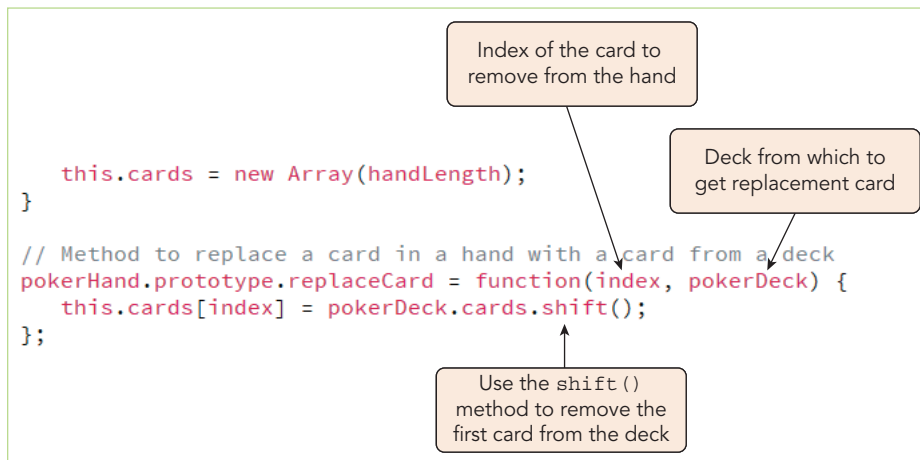 Index of the card to
remove from the hand
Deck from which to
get replacement card
this.cards = new Array(handLength);
}
// Method to replace a card in a hand with a card from a deck
pokerHand.prototype.replaceCard = function(index, pokerDeck) {
this.cards[index] = pokerDeck.cards.shift();
};
Use the shift()
method to remove the
first card from the deck